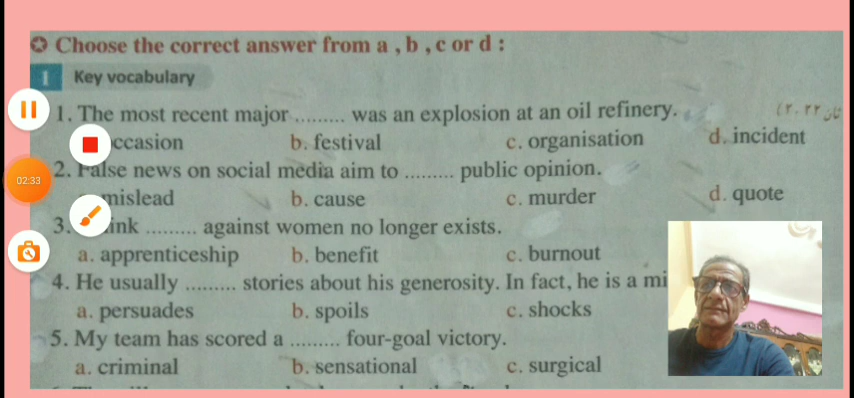 Choose the correct answer from a , b , c or d :
1 Key vocabulary
1. The most recent major ......... was an explosion at an oil refinery.
ccasion b. festival c. organisation d. incident
2. False news on social media aim to ......... public opinion.
mislead b. cause c. murder d. quote
3. ink ......... against women no longer exists.
a. apprenticeship b. benefit c. burnout
4. He usually ......... stories about his generosity. In fact, he is a mi
a. persuades b. spoils c. shocks
5. My team has scored a ......... four-goal victory.
a. criminal b. sensational c. surgical
02:33